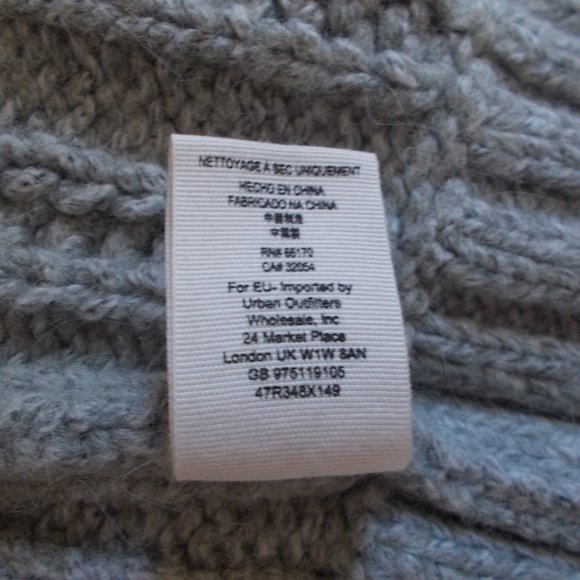 NETTOYAGE À SEC UNIQUEMENT
HECHO EN CHINA
FABRICADO NA CHINA
中国制造
中國製
RN# 66170
CA# 32054
For EU- Imported by
Urban Outfitters
Wholesale, Inc
24 Market Place
London UK W1W 8AN
GB 975119105
47R348X149